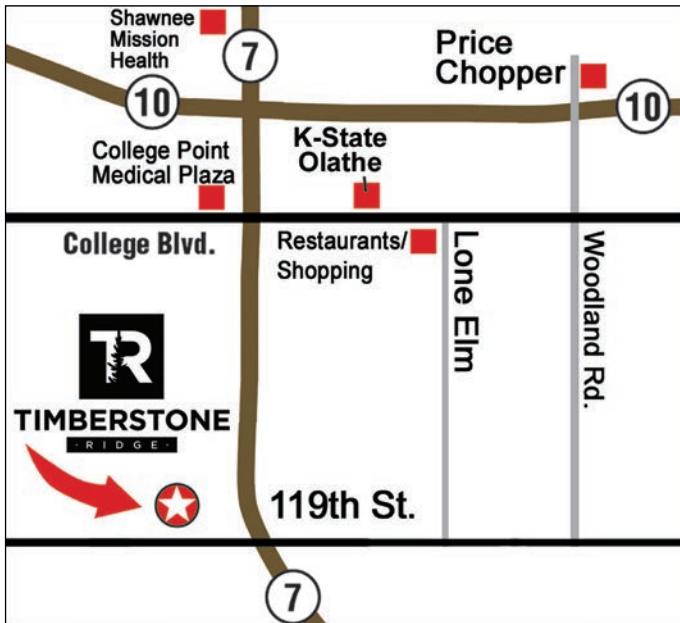 Shawnee
Mission
Health
7
Price
Chopper
10
10
College Point
Medical Plaza
K-State
Olathe
College Blvd.
Restaurants/
Shopping
Lone Elm
Woodland Rd.
TR
TIMBERSTONE
· RIDGE ·
119th St.
7